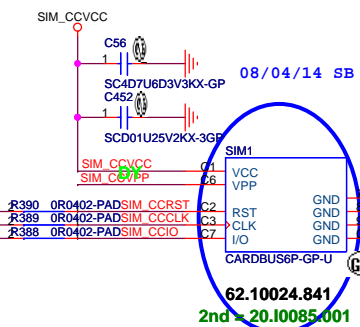 SIM_CCVCC
C56
1
SC4D7U6D3V3KX-GP
C452
1
SCD01U25V2KX-3GP
08/04/14 SB
SIM1
SIM_CCVCC C1 VCC
SIM_CCVPP C6 VPP
DY
GND
2 R390 0R0402-PAD SIM_CCRST C2 RST GND
2 R389 0R0402-PAD SIM_CCCLK C3 CLK GND
2 R388 0R0402-PAD SIM_CCIO C7 I/O GND
CARDBUS6P-GP-U
G
62.10024.841
2nd = 20.I0085.001